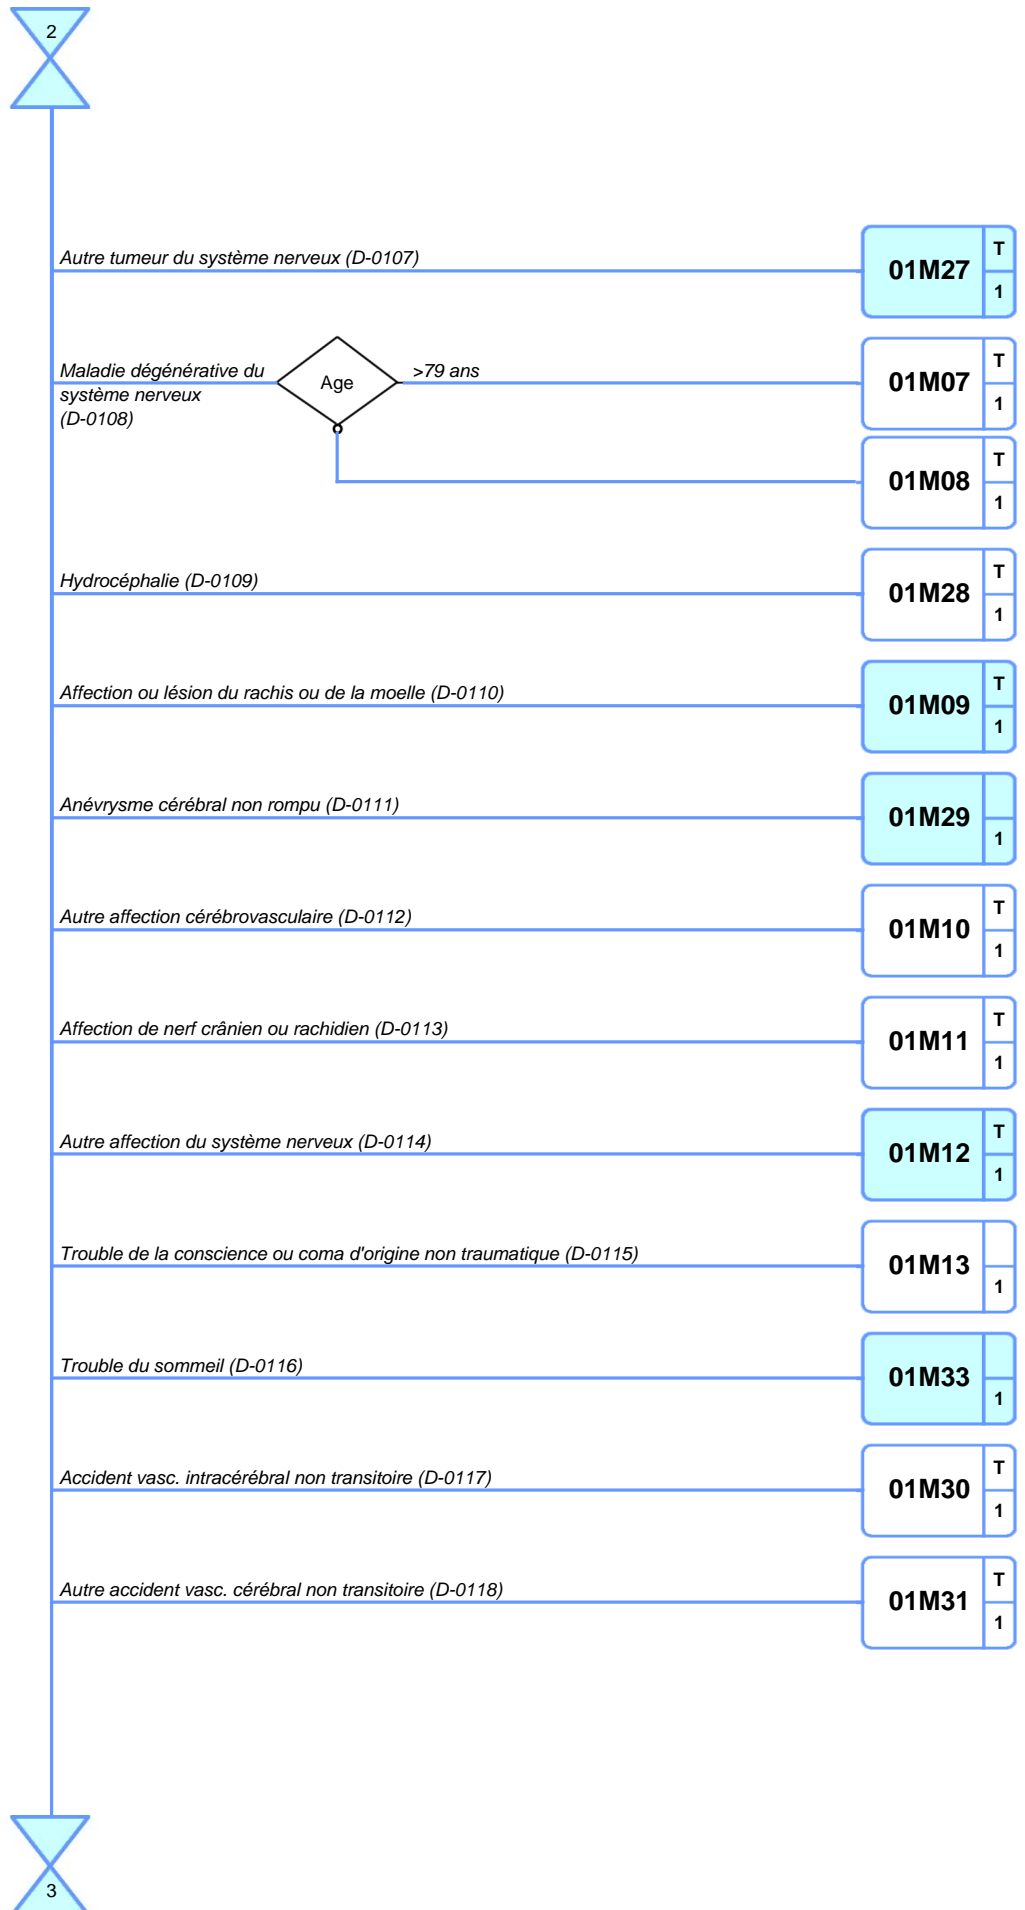 2
Autre tumeur du système nerveux (D-0107)
01M27
T
1
Maladie dégénérative du
système nerveux
(D-0108)
Age
>79 ans
01M07
T
1
01M08
T
1
Hydrocéphalie (D-0109)
01M28
T
1
Affection ou lésion du rachis ou de la moelle (D-0110)
01M09
T
1
Anévrysme cérébral non rompu (D-0111)
01M29
1
Autre affection cérébrovasculaire (D-0112)
01M10
T
1
Affection de nerf crânien ou rachidien (D-0113)
01M11
T
1
Autre affection du système nerveux (D-0114)
01M12
T
1
Trouble de la conscience ou coma d'origine non traumatique (D-0115)
01M13
1
Trouble du sommeil (D-0116)
01M33
1
Accident vasc. intracérébral non transitoire (D-0117)
01M30
T
1
Autre accident vasc. cérébral non transitoire (D-0118)
01M31
T
1
3